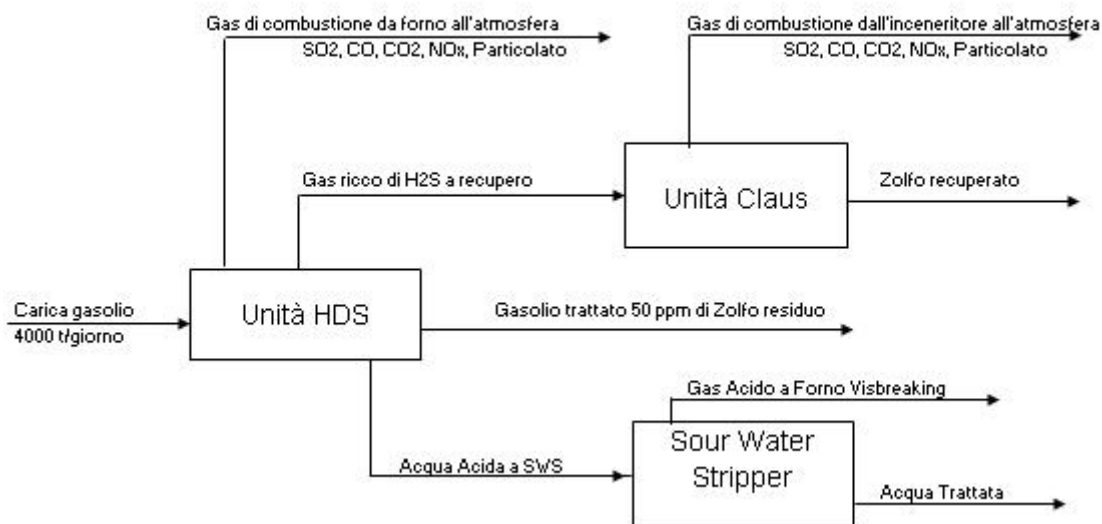 Gas di combustione da forno all'atmosfera
SO2, CO, CO2, NOx, Particolato
Gas di combustione dall'inceneritore all'atmosfera
SO2, CO, CO2, NOx, Particolato
Gas ricco di H2S a recupero
Unità Claus
Zolfo recuperato
Carica gasolio
4000 t/giorno
Unità HDS
Gasolio trattato 50 ppm di Zolfo residuo
Gas Acido a Forno Visbreaking
Acqua Acida a SWS
Sour Water
Stripper
Acqua Trattata